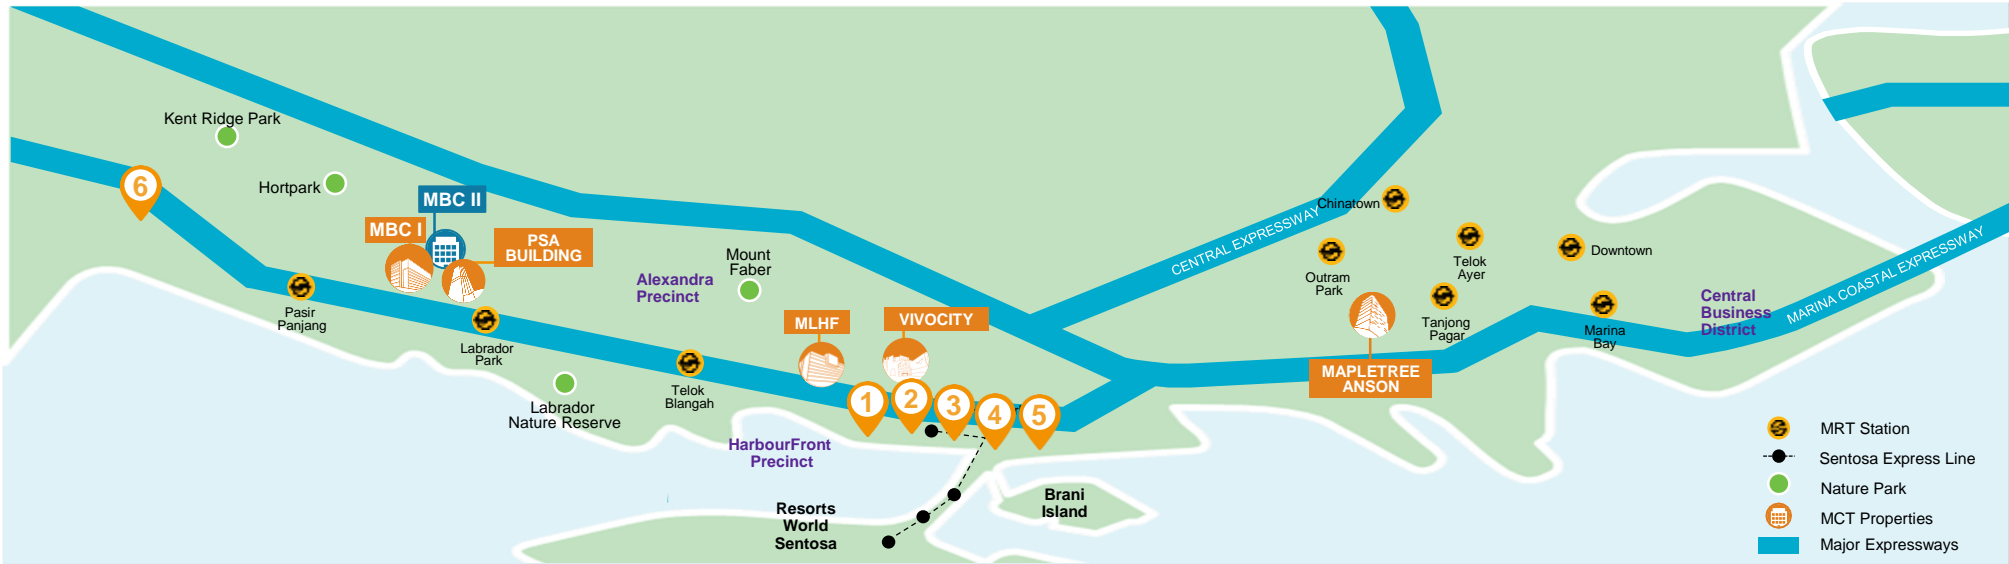 Kent Ridge Park
6
Hortpark
MBC II
MBC I
PSA
BUILDING
Pasir
Panjang
Labrador
Park
Labrador
Nature Reserve
Alexandra
Precinct
Mount
Faber
Telok
Blangah
MLHF
VIVOCITY
1
2
3
4
5
HarbourFront
Precinct
Resorts
World
Sentosa
Brani
Island
CENTRAL EXPRESSWAY
Chinatown
Outram
Park
Telok
Ayer
Downtown
Tanjong
Pagar
MAPLETREE
ANSON
Marina
Bay
Central
Business
District
MARINA COASTAL EXPRESSWAY
MRT Station
Sentosa Express Line
Nature Park
MCT Properties
Major Expressways